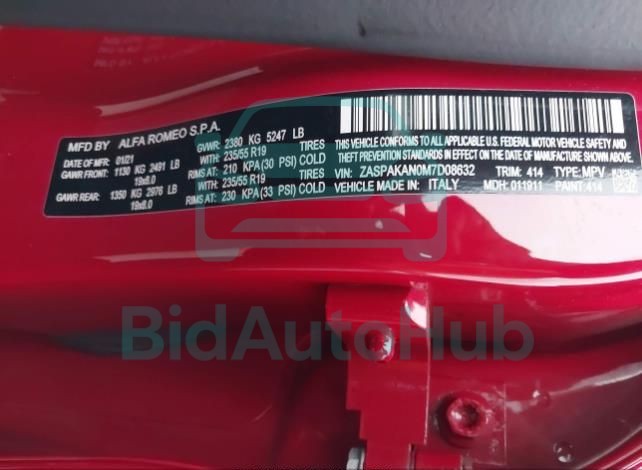 MFD BY ALFA ROMEO S.P.A.
DATE OF MFR: 01/21 GVWR: 2380 KG 5247 LB
GAWR FRONT: 1130 KG 2491 LB WITH: 235/55 R19 TIRES
19x8.0 RIMS AT: 210 KPA (30 PSI) COLD
GAWR REAR: 1350 KG 2976 LB WITH: 235/55 R19 TIRES
19x8.0 RIMS AT: 230 KPA (33 PSI) COLD
THIS VEHICLE CONFORMS TO ALL APPLICABLE U.S. FEDERAL MOTOR VEHICLE SAFETY AND
THEFT PREVENTION STANDARDS IN EFFECT ON THE DATE OF MANUFACTURE SHOWN ABOVE
VIN: ZASPAKAN0M7D08632 TRIM: 414 TYPE: MPV
VEHICLE MADE IN: ITALY MDH: 011911 PAINT: 414
BidAutoHub